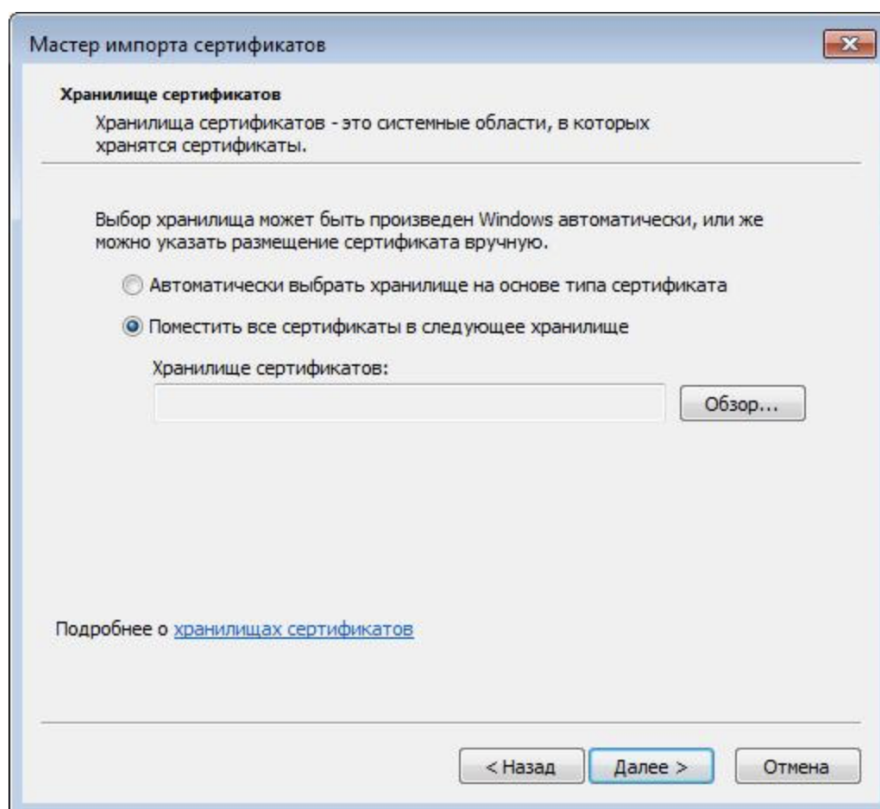 Мастер импорта сертификатов
Хранилище сертификатов
Хранилища сертификатов - это системные области, в которых
хранятся сертификаты.
Выбор хранилища может быть произведен Windows автоматически, или же
можно указать размещение сертификата вручную.
Автоматически выбрать хранилище на основе типа сертификата
Поместить все сертификаты в следующее хранилище
Хранилище сертификатов:
Обзор...
Подробнее о хранилищах сертификатов
< Назад Далее > Отмена